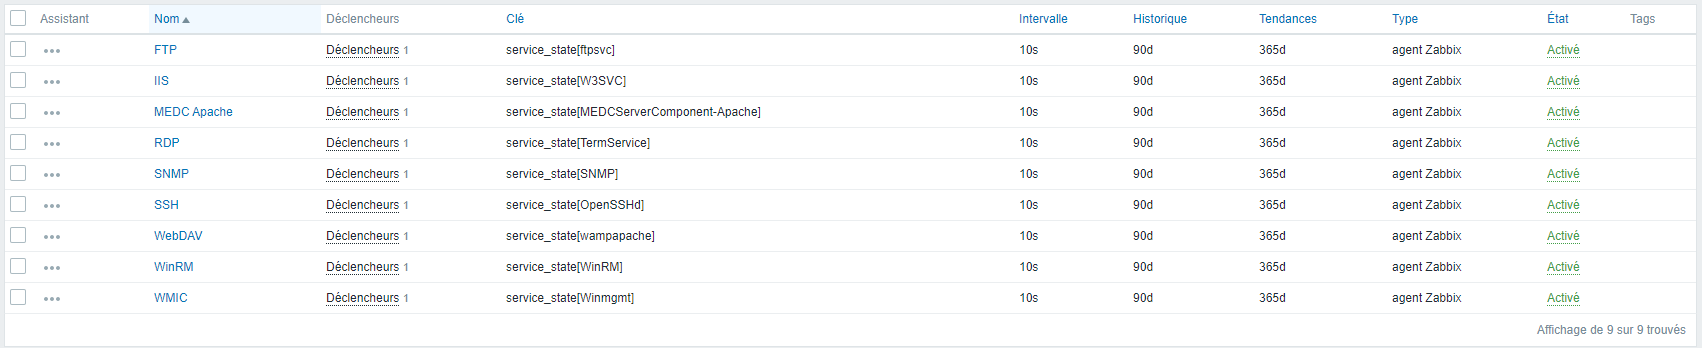 Assistant Nom Déclencheurs Clé Intervalle Historique Tendances Type État Tags
FTP Déclencheurs 1 service_state[ftpsvc] 10s 90d 365d agent Zabbix Activé
IIS Déclencheurs 1 service_state[W3SVC] 10s 90d 365d agent Zabbix Activé
MEDC Apache Déclencheurs 1 service_state[MEDCServerComponent-Apache] 10s 90d 365d agent Zabbix Activé
RDP Déclencheurs 1 service_state[TermService] 10s 90d 365d agent Zabbix Activé
SNMP Déclencheurs 1 service_state[SNMP] 10s 90d 365d agent Zabbix Activé
SSH Déclencheurs 1 service_state[OpenSSHd] 10s 90d 365d agent Zabbix Activé
WebDAV Déclencheurs 1 service_state[wampapache] 10s 90d 365d agent Zabbix Activé
WinRM Déclencheurs 1 service_state[WinRM] 10s 90d 365d agent Zabbix Activé
WMIC Déclencheurs 1 service_state[Winmgmt] 10s 90d 365d agent Zabbix Activé
Affichage de 9 sur 9 trouvés